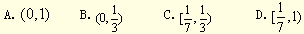 A. (0,1) B. (0,1/3) C. [1/7,1/3) D. [1/7,1)